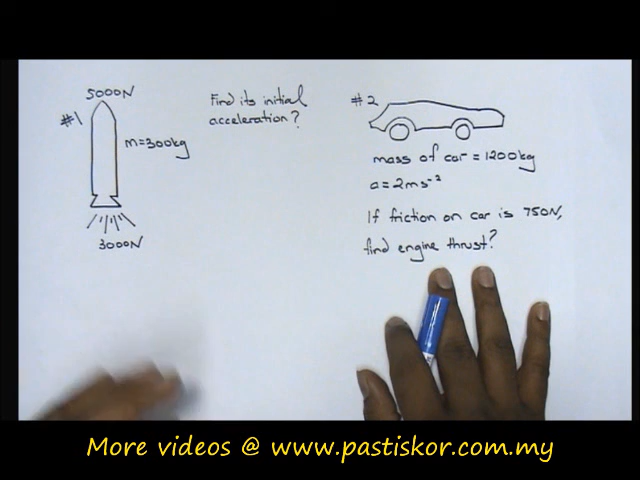 5000N
#1
m=300kg
3000N
Find its initial
acceleration?
#2
mass of car = 1200kg
a=2ms⁻²
If friction on car is 750N,
find engine thrust?
More videos @ www.pastiskor.com.my